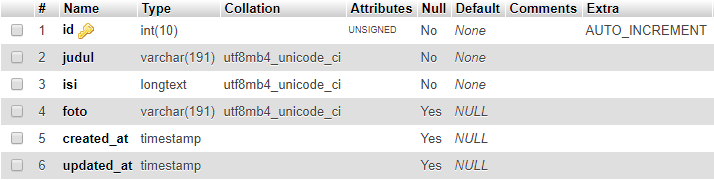 # Name Type Collation Attributes Null Default Comments Extra
1 id int(10) UNSIGNED No None AUTO_INCREMENT
2 judul varchar(191) utf8mb4_unicode_ci No None
3 isi longtext utf8mb4_unicode_ci No None
4 foto varchar(191) utf8mb4_unicode_ci Yes NULL
5 created_at timestamp Yes NULL
6 updated_at timestamp Yes NULL